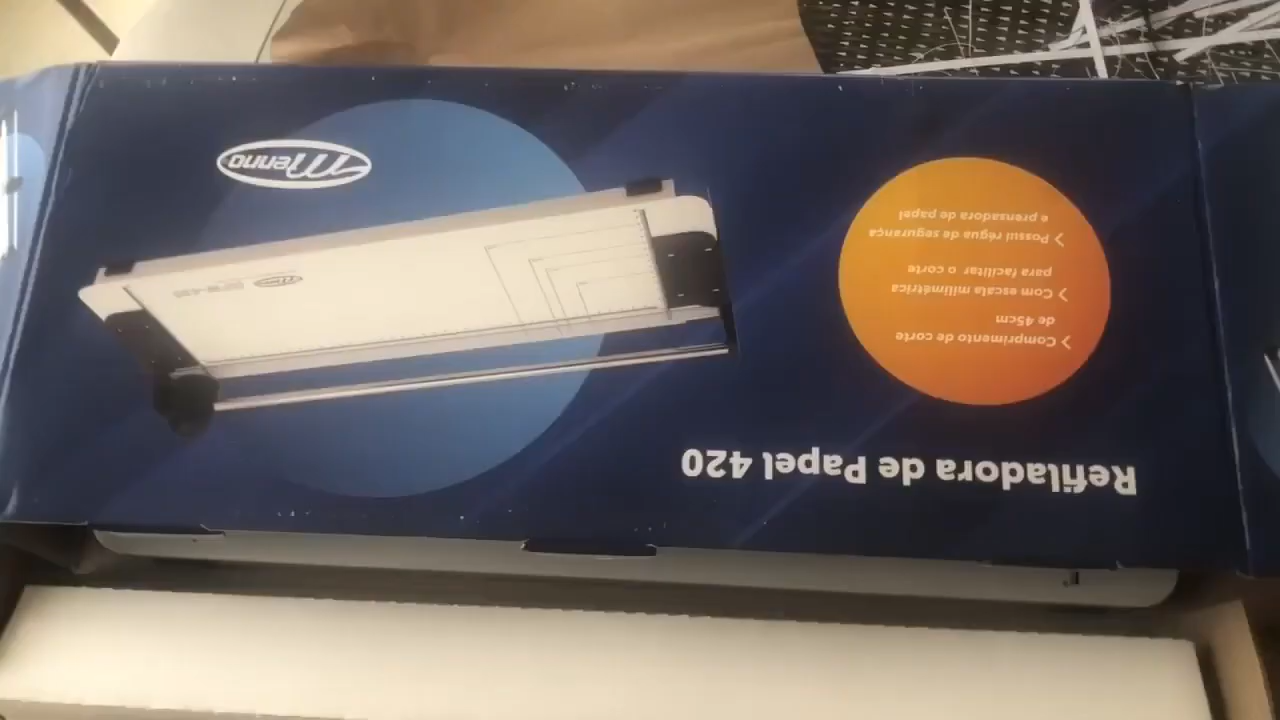 Refiladora de Papel 420
> Comprimento de corte
de 45cm
> Com escala milimétrica
para facilitar o corte
> Possui régua de segurança
e prensadora de papel
Menno
Menno